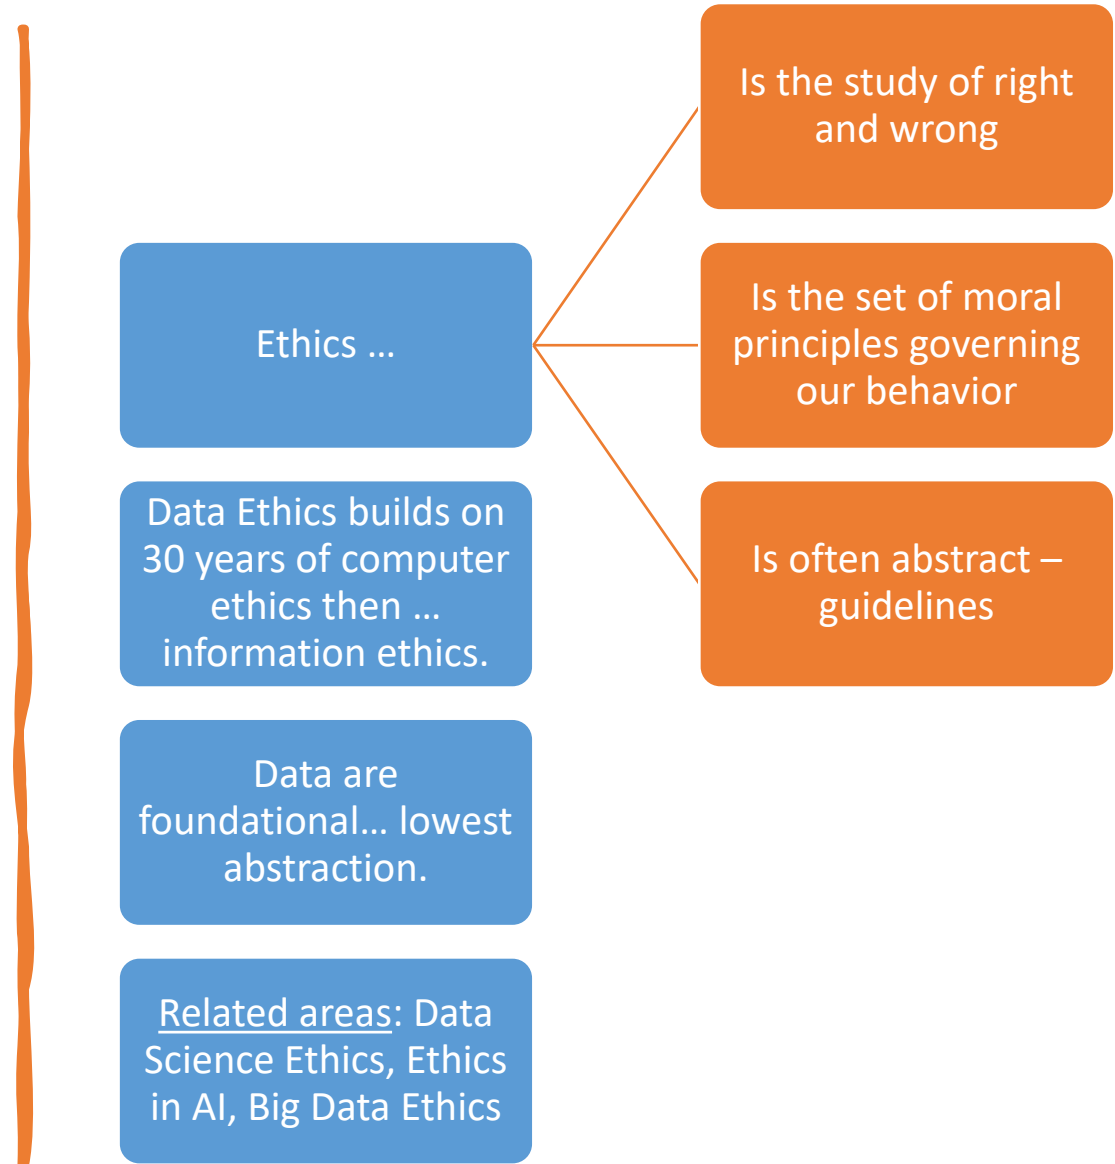 Ethics …
Is the study of right
and wrong
Is the set of moral
principles governing
our behavior
Is often abstract –
guidelines
Data Ethics builds on
30 years of computer
ethics then …
information ethics.
Data are
foundational… lowest
abstraction.
Related areas: Data
Science Ethics, Ethics
in AI, Big Data Ethics